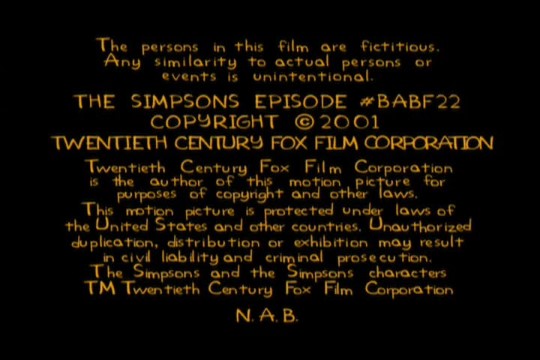 The persons in this film are fictitious.
Any similarity to actual persons or
events is unintentional.
THE SIMPSONS EPISODE #BABF22
COPYRIGHT ©2001
TWENTIETH CENTURY FOX FILM CORPORATION
Twentieth Century Fox Film Corporation
is the author of this motion picture for
purposes of copyright and other laws.
This motion picture is protected under laws of
the United States and other countries. Unauthorized
duplication, distribution or exhibition may result
in civil liability and criminal prosecution.
The Simpsons and the Simpsons characters
TM Twentieth Century Fox Film Corporation
N. A. B.